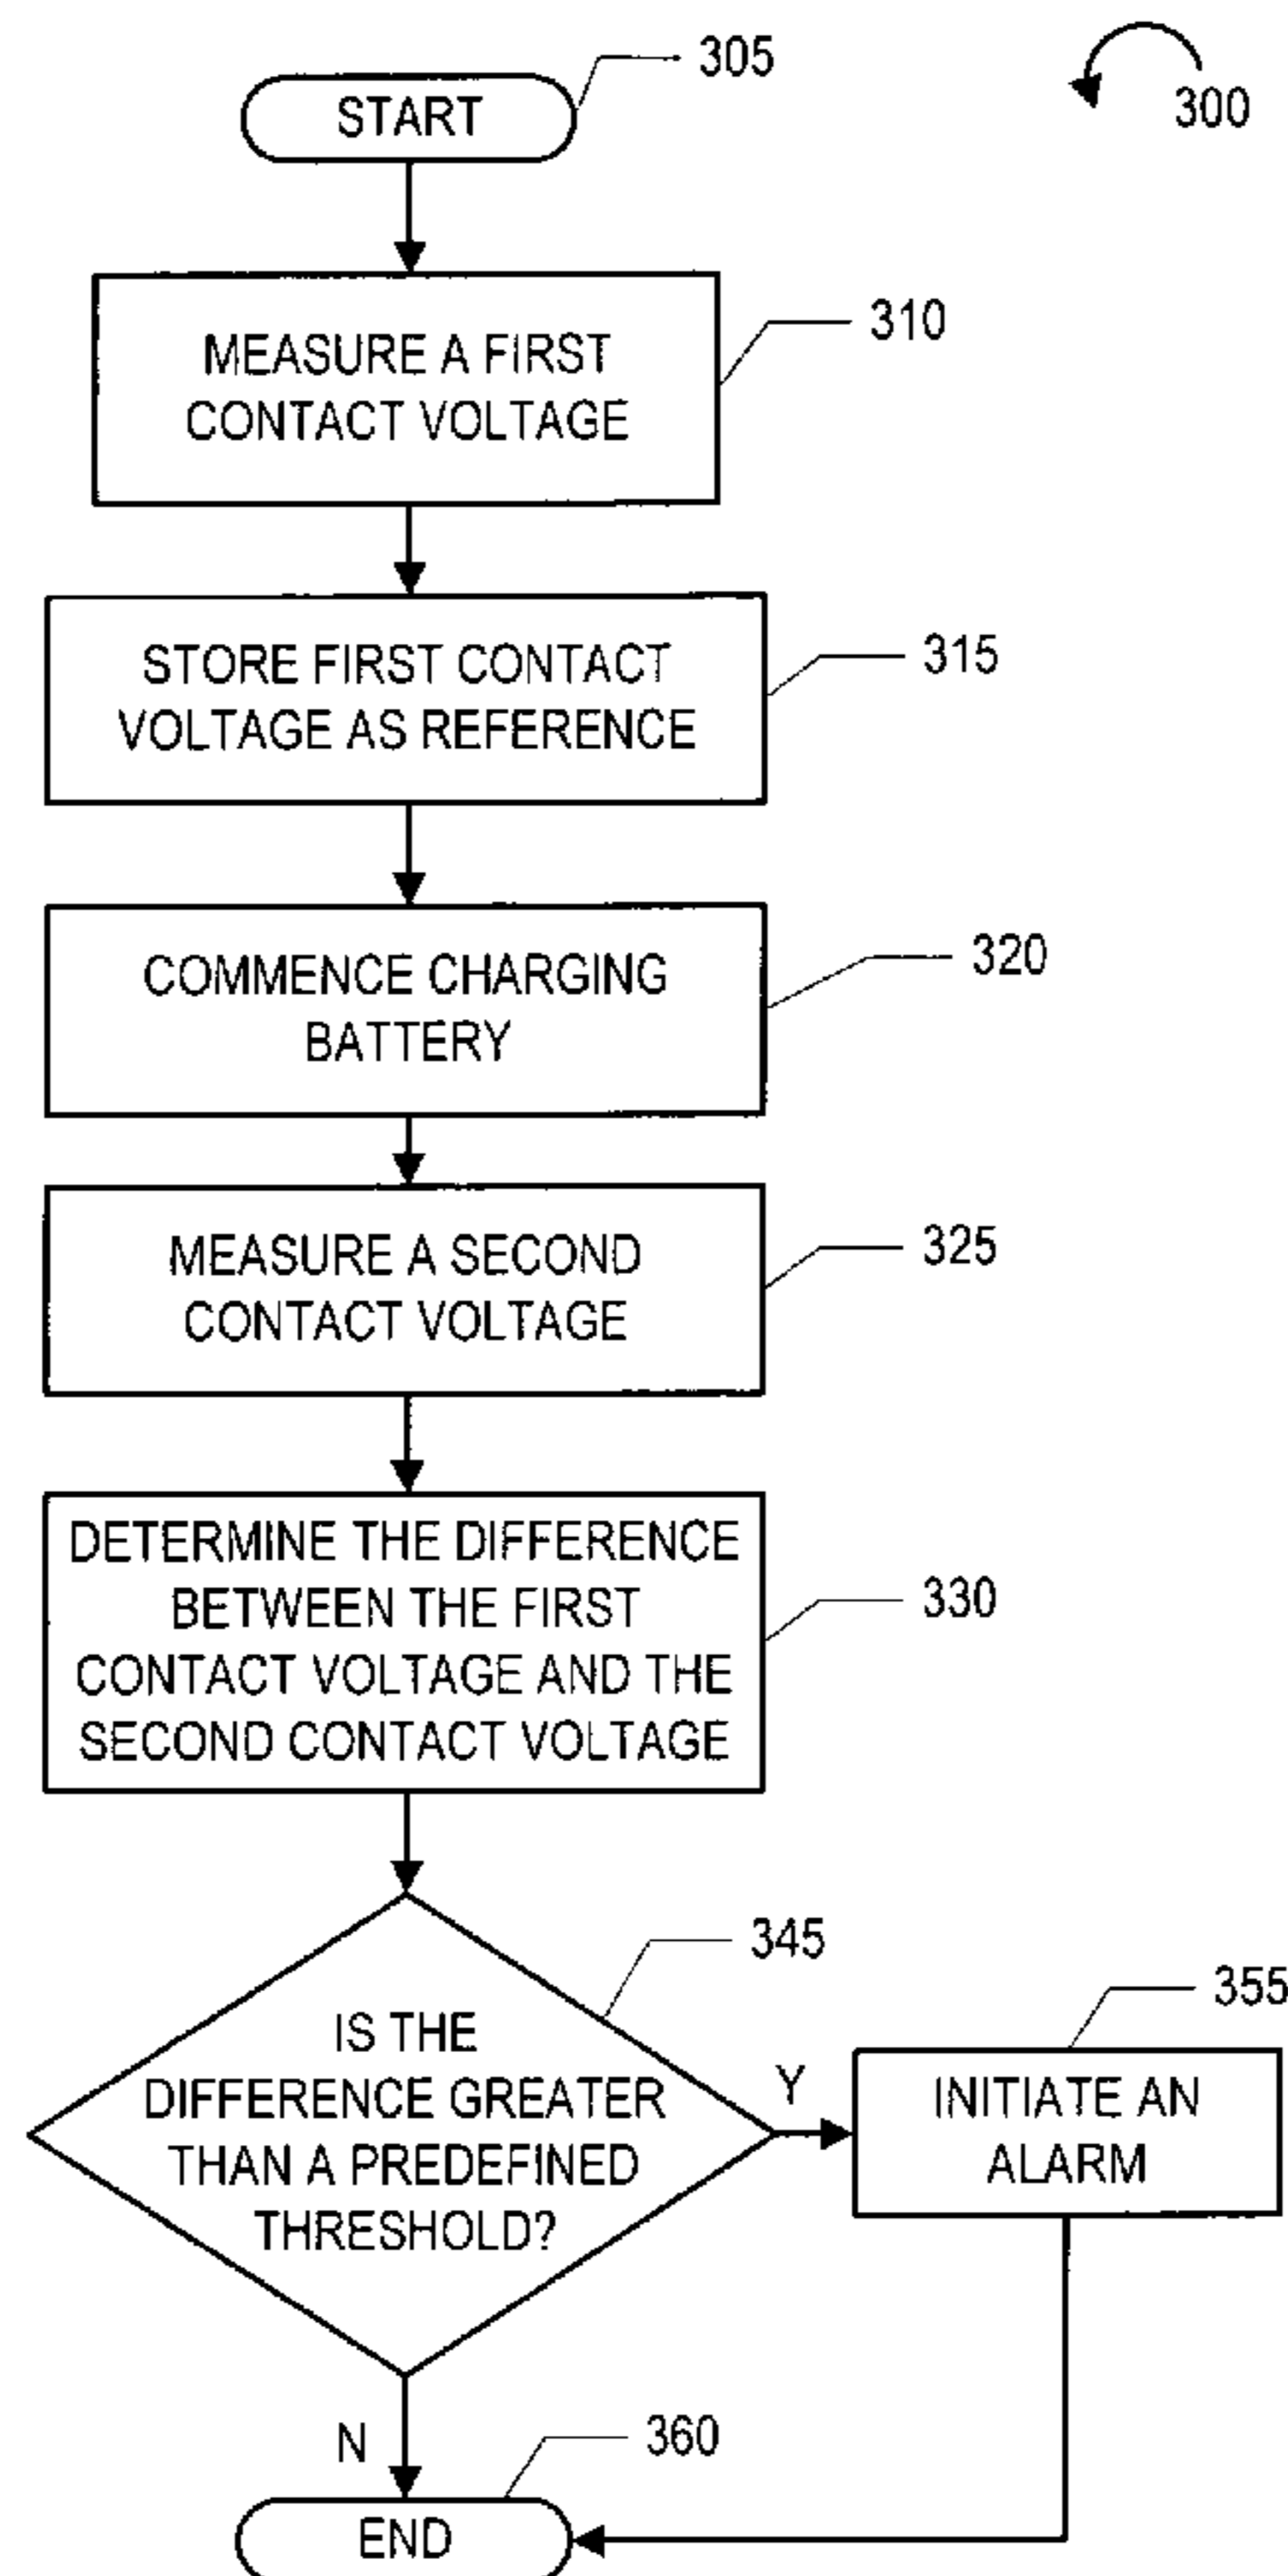 305
START
300
MEASURE A FIRST
CONTACT VOLTAGE
310
STORE FIRST CONTACT
VOLTAGE AS REFERENCE
315
COMMENCE CHARGING
BATTERY
320
MEASURE A SECOND
CONTACT VOLTAGE
325
DETERMINE THE DIFFERENCE
BETWEEN THE FIRST
CONTACT VOLTAGE AND THE
SECOND CONTACT VOLTAGE
330
345
IS THE
DIFFERENCE GREATER
THAN A PREDEFINED
THRESHOLD?
Y
355
INITIATE AN
ALARM
N
360
END